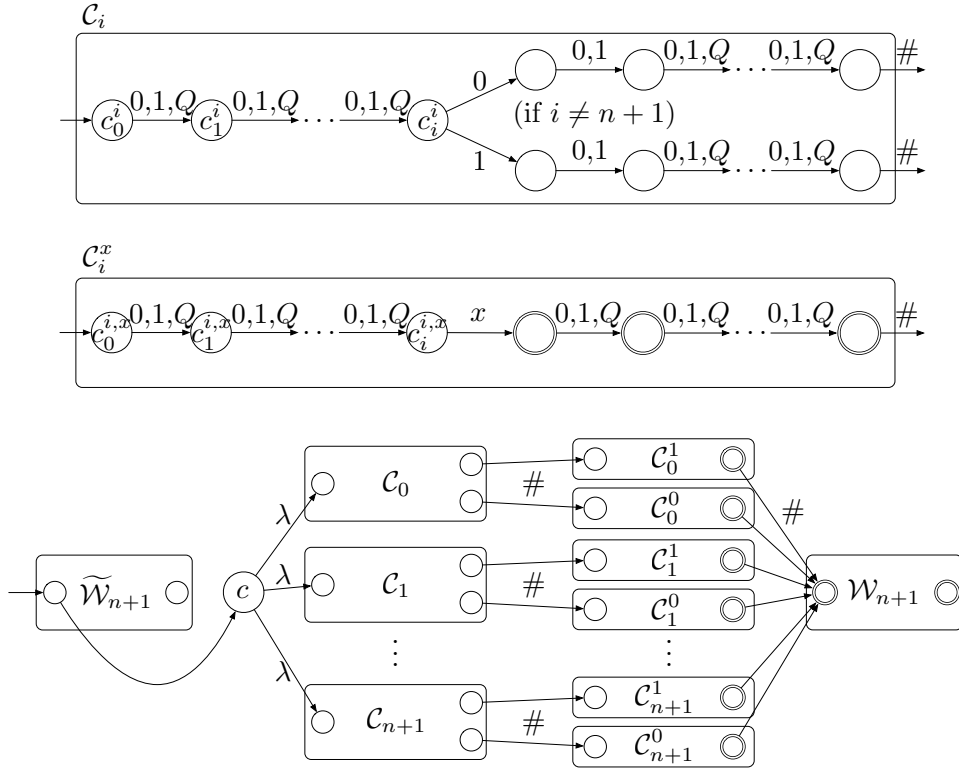 𝒞_i
0 0,1 0,1,Q ··· 0,1,Q #
0,1,Q 0,1,Q ··· 0,1,Q
c_0^i c_1^i c_i^i (if i ≠ n + 1)
1 0,1 0,1,Q ··· 0,1,Q #
𝒞_i^x
0,1,Q 0,1,Q ··· 0,1,Q x 0,1,Q 0,1,Q ··· 0,1,Q #
c_0^{i,x} c_1^{i,x} c_i^{i,x}
𝒞_0 # 𝒞_0^1
𝒞_0^0 #
λ
𝒲̃_{n+1} c λ 𝒞_1 # 𝒞_1^1
𝒞_1^0 𝒲_{n+1}
⋮ ⋮
λ
𝒞_{n+1} # 𝒞_{n+1}^1
𝒞_{n+1}^0